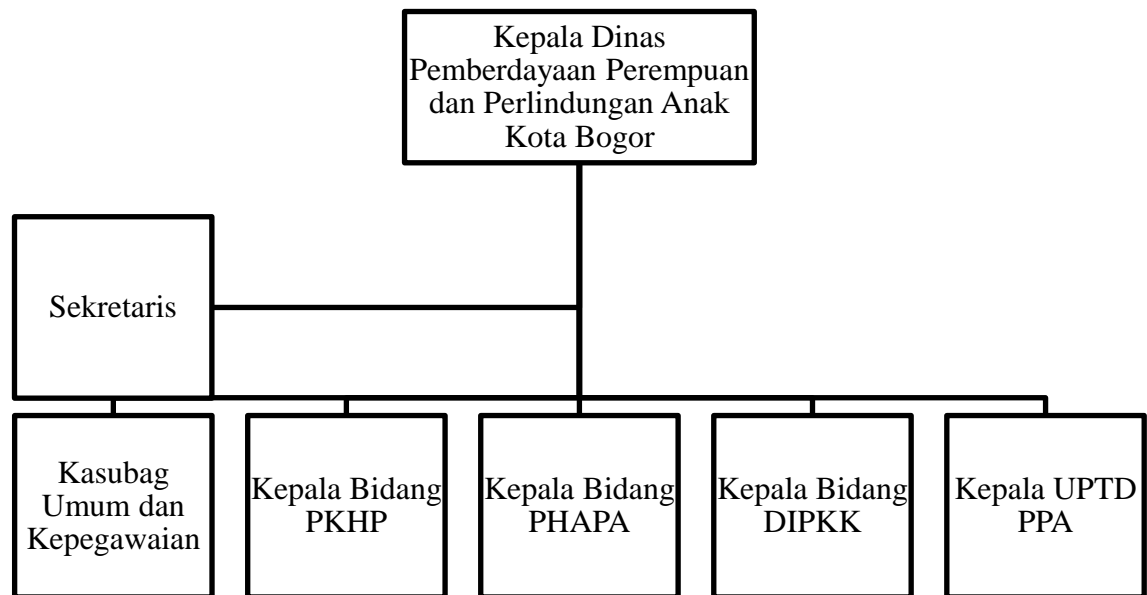 Kepala Dinas
Pemberdayaan Perempuan
dan Perlindungan Anak
Kota Bogor
Sekretaris
Kasubag
Umum dan
Kepegawaian
Kepala Bidang
PKHP
Kepala Bidang
PHAPA
Kepala Bidang
DIPKK
Kepala UPTD
PPA